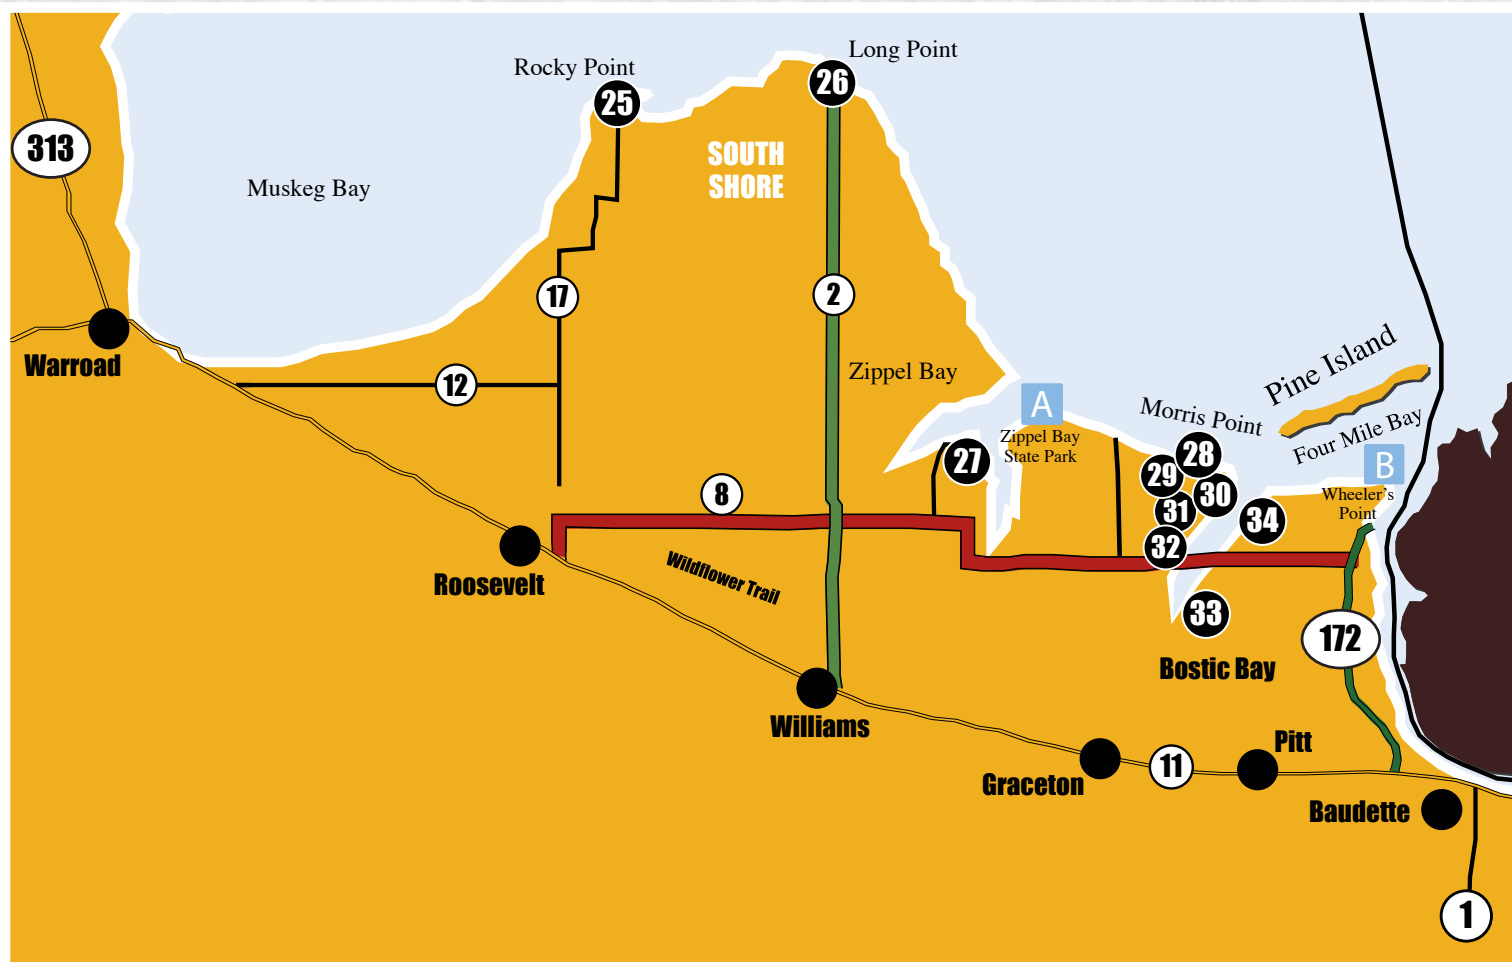 Long Point
Rocky Point
26
25
313
SOUTH
SHORE
Muskeg Bay
17
2
Warroad
12
Zippel Bay
Pine Island
A
Morris Point
Four Mile Bay
Zippel Bay
State Park
27
28
29
30
31
32
34
B
Wheeler's
Point
8
Roosevelt
Wildflower Trail
33
172
Bostic Bay
Williams
Graceton
11
Pitt
Baudette
1